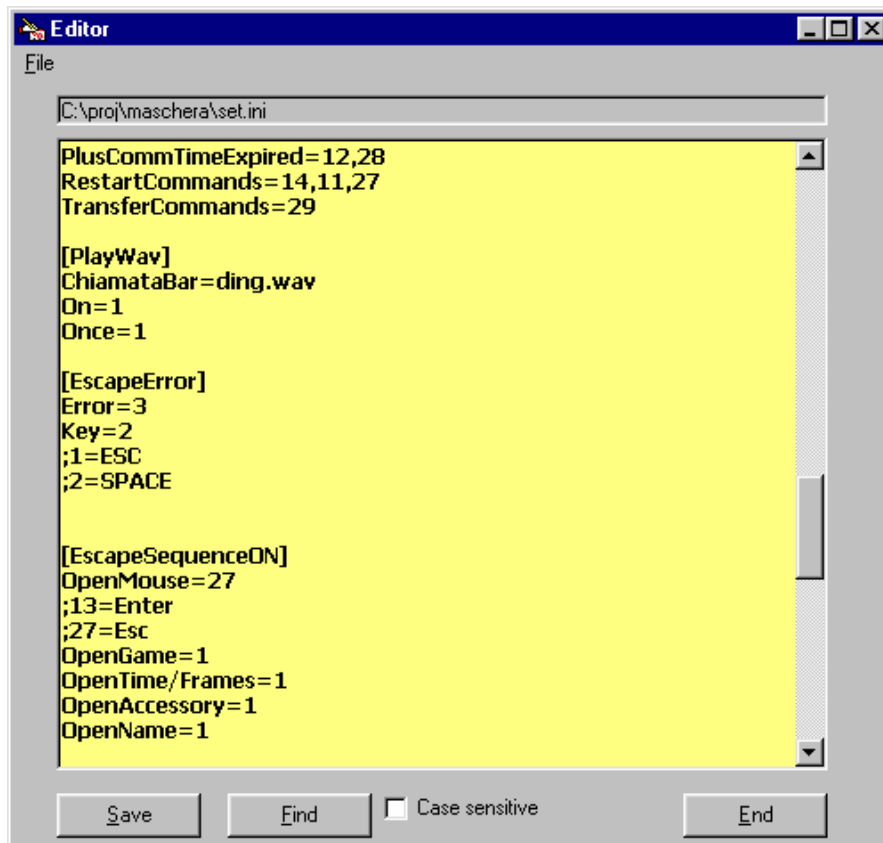 Editor
File
C:\proj\maschera\set.ini
PlusCommTimeExpired=12,28
RestartCommands=14,11,27
TransferCommands=29
[PlayWav]
ChiamataBar=ding.wav
On=1
Once=1
[EscapeError]
Error=3
Key=2
;1=ESC
;2=SPACE
[EscapeSequenceON]
OpenMouse=27
;13=Enter
;27=Esc
OpenGame=1
OpenTime/Frames=1
OpenAccessory=1
OpenName=1
Save Find Case sensitive End